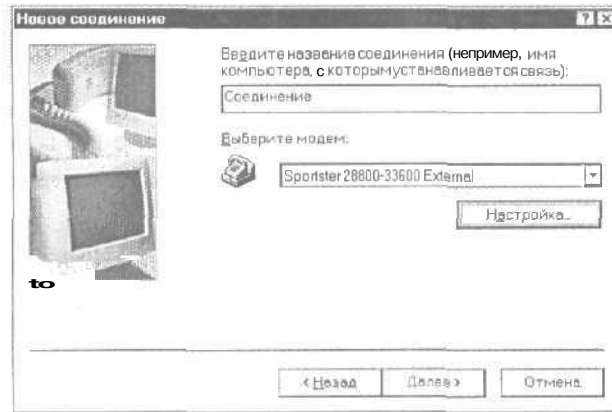 Новое соединение
Введите название соединения (непример, имя
компьютера, с которым устанавливается связь):
Соединение
Выберите модем:
Sportster 28800-33600 External
Настройка...
to
< Назад
Далее >
Отмена